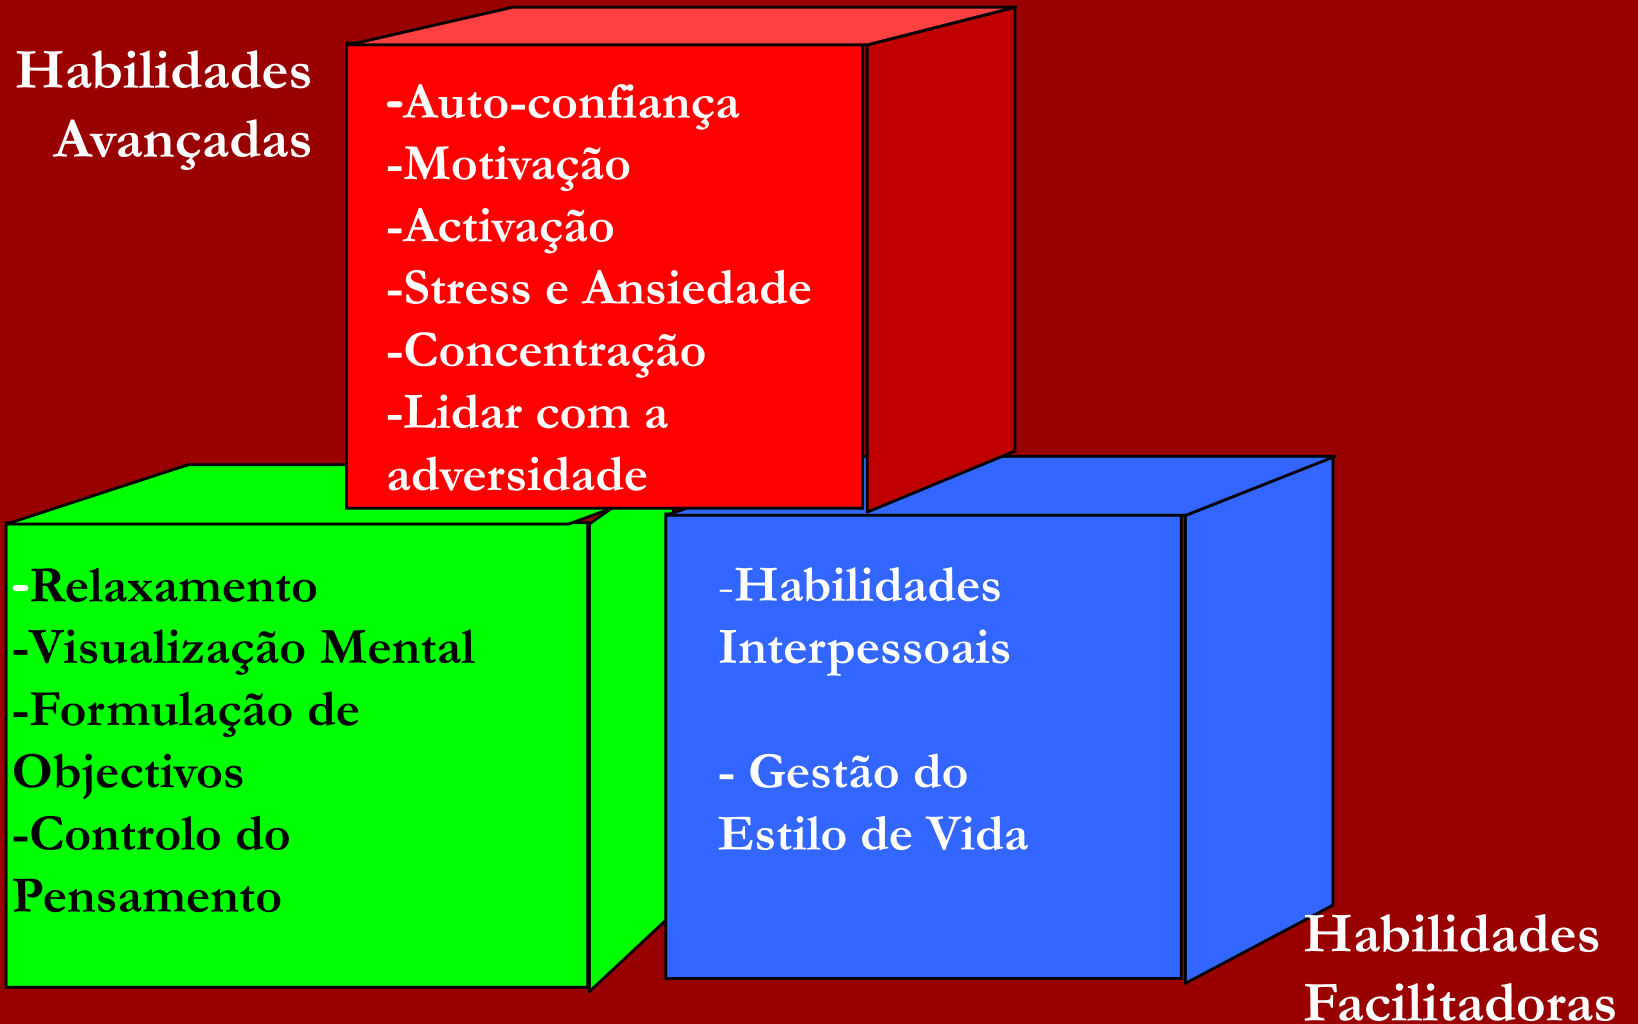 Habilidades
Avançadas
-Auto-confiança
-Motivação
-Activação
-Stress e Ansiedade
-Concentração
-Lidar com a
adversidade
-Relaxamento
-Visualização Mental
-Formulação de
Objectivos
-Controlo do
Pensamento
-Habilidades
Interpessoais
- Gestão do
Estilo de Vida
Habilidades
Facilitadoras